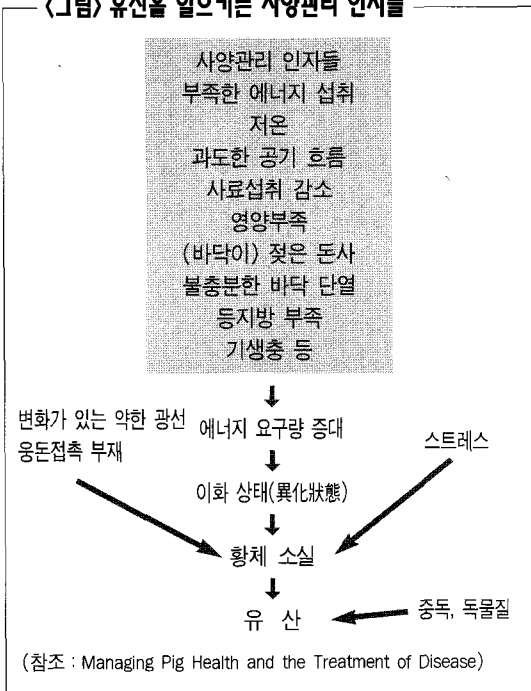 〈그림〉 유산을 일으키는 사양관리 인자들
사양관리 인자들
부족한 에너지 섭취
저온
과도한 공기 흐름
사료섭취 감소
영양부족
(바닥이) 젖은 돈사
불충분한 바닥 단열
등지방 부족
기생충 등
변화가 있는 약한 광선
웅돈접촉 부재
에너지 요구량 증대
스트레스
이화 상태(異化狀態)
황체 소실
유 산
중독, 독물질
(참조 : Managing Pig Health and the Treatment of Disease)